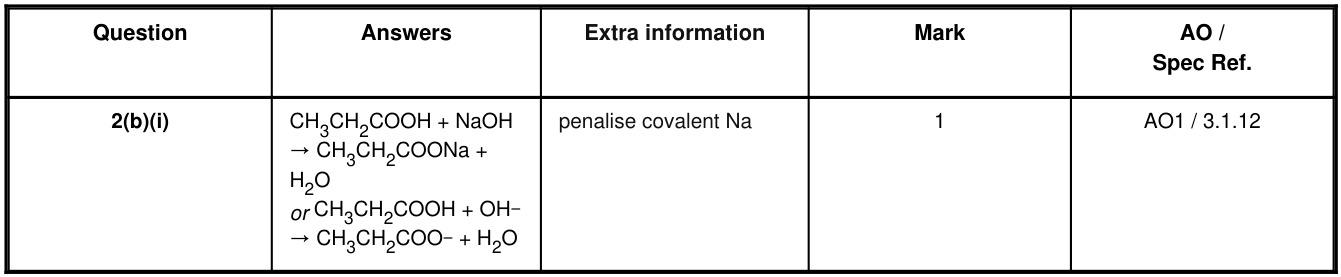 Question Answers Extra information Mark AO /
Spec Ref.
2(b)(i) CH₃CH₂COOH + NaOH penalise covalent Na 1 AO1 / 3.1.12
→ CH₃CH₂COONa +
H₂O
or CH₃CH₂COOH + OH–
→ CH₃CH₂COO– + H₂O